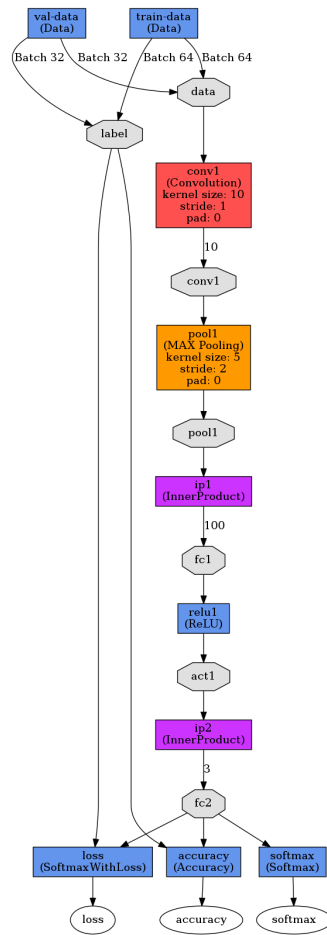 val-data
(Data)
train-data
(Data)
Batch 32
Batch 32
Batch 64
Batch 64
data
label
conv1
(Convolution)
kernel size: 10
stride: 1
pad: 0
10
conv1
pool1
(MAX Pooling)
kernel size: 5
stride: 2
pad: 0
pool1
ip1
(InnerProduct)
100
fc1
relu1
(ReLU)
act1
ip2
(InnerProduct)
3
fc2
loss
(SoftmaxWithLoss)
accuracy
(Accuracy)
softmax
(Softmax)
loss
accuracy
softmax